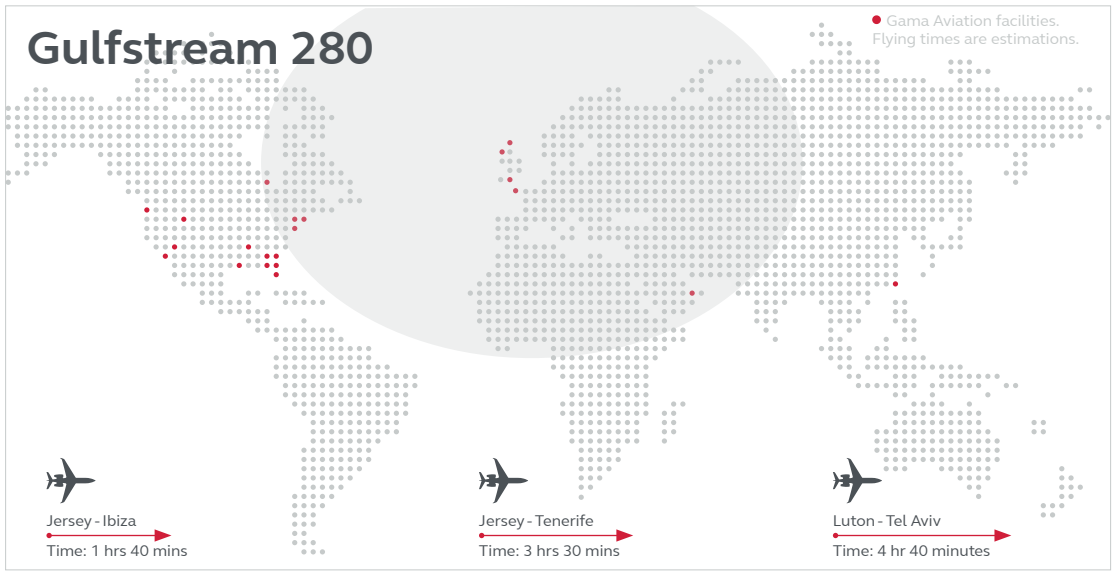 Gulfstream 280
Gama Aviation facilities.
Flying times are estimations.
Jersey - Ibiza
Time: 1 hrs 40 mins
Jersey - Tenerife
Time: 3 hrs 30 mins
Luton - Tel Aviv
Time: 4 hr 40 minutes